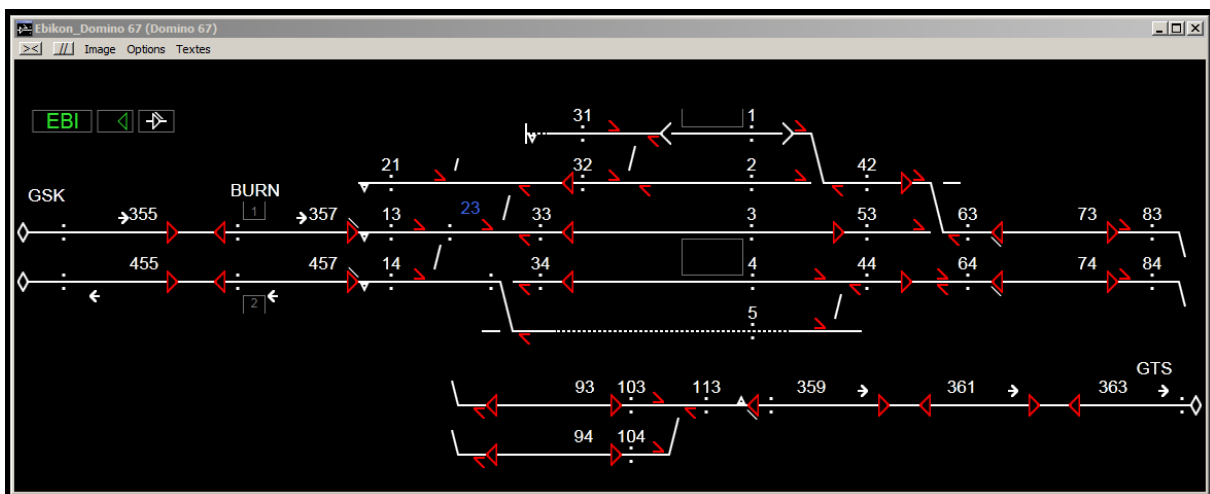 Ebikon_Domino 67 (Domino 67)
>< // Image Options Textes
EBI
31 1
21 32 2 42
GSK BURN
355 1 357 13 23 33 3 53 63 73 83
455 457 14 34 4 44 64 74 84
2
5
GTS
93 103 113 359 361 363
94 104